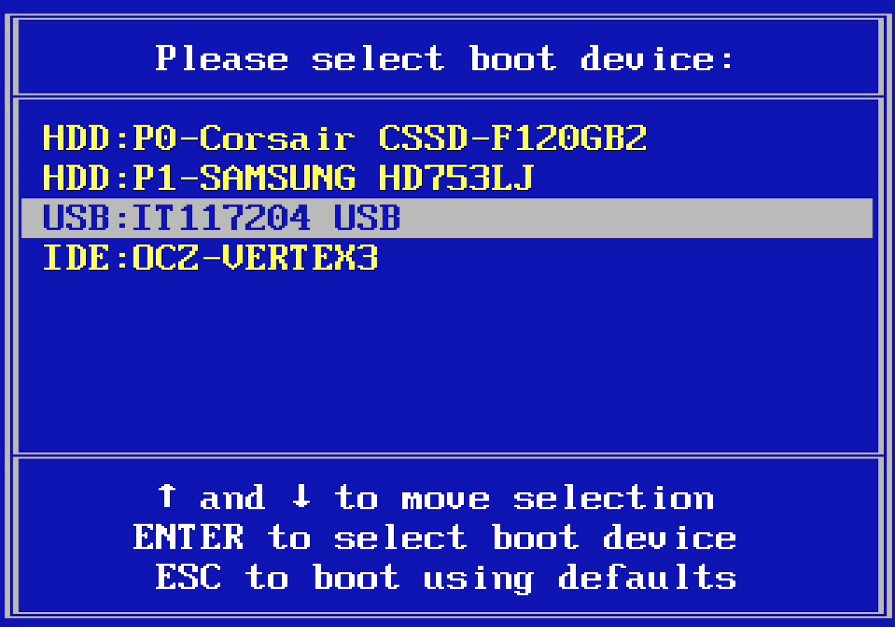 Please select boot device:
HDD:P0-Corsair CSSD-F120GB2
HDD:P1-SAMSUNG HD753LJ
USB:IT117204 USB
IDE:OCZ-VERTEX3
↑ and ↓ to move selection
ENTER to select boot device
ESC to boot using defaults